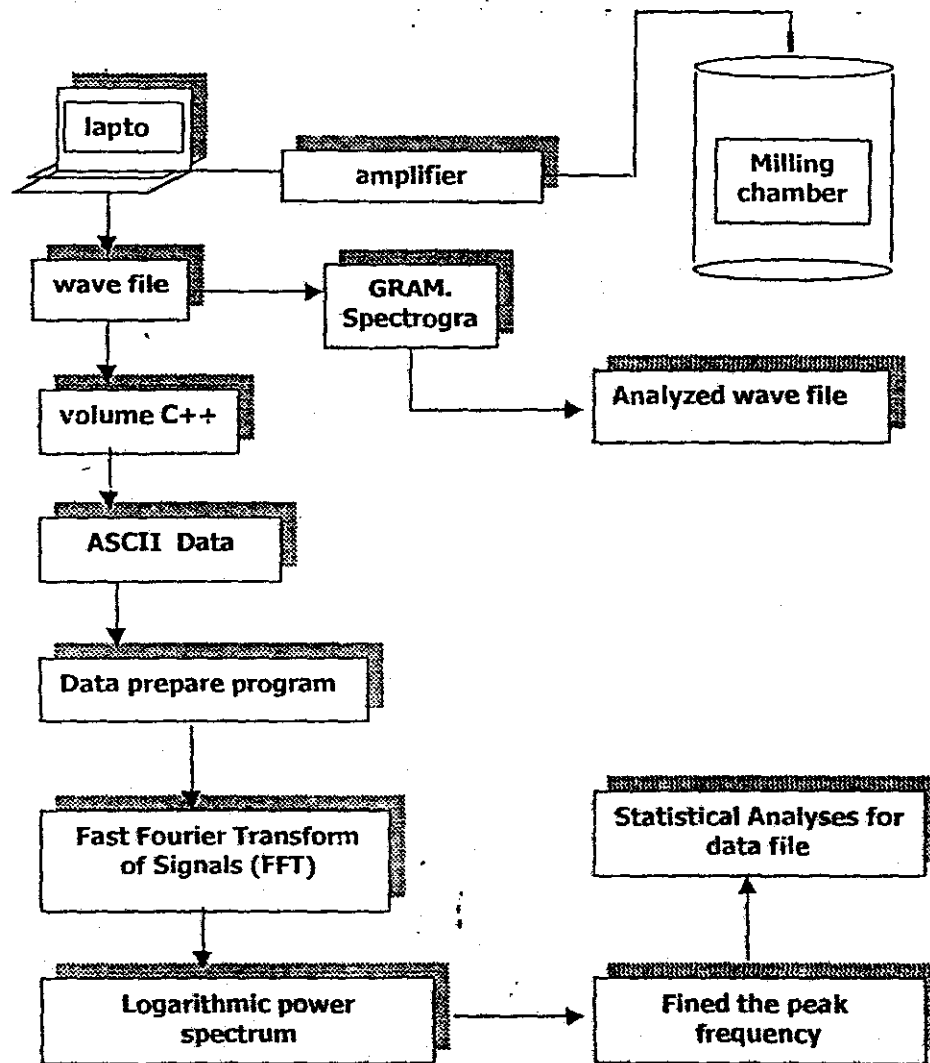 lapto
amplifier
Milling
chamber
wave file
GRAM.
Spectrogra
Analyzed wave file
volume C++
ASCII Data
Data prepare program
Fast Fourier Transform
of Signals (FFT)
Statistical Analyses for
data file
Logarithmic power
spectrum
Fined the peak
frequency